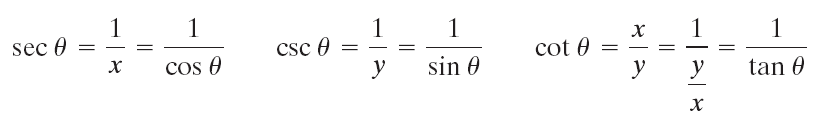 sec θ = 1/x = 1/cos θ    csc θ = 1/y = 1/sin θ    cot θ = x/y = 1/(y/x) = 1/tan θ